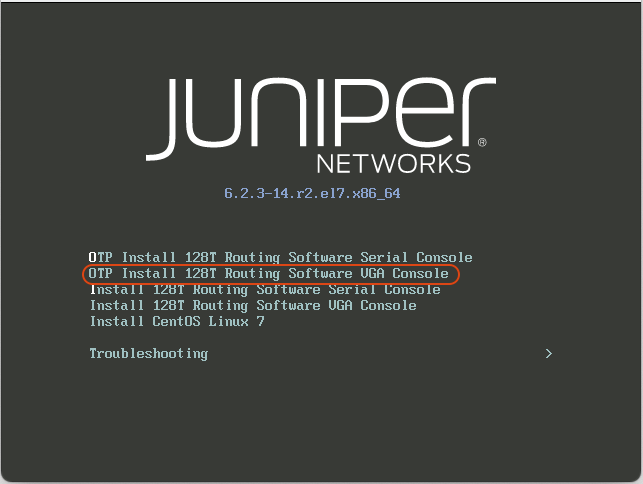 JUNIPER®
NETWORKS
6.2.3-14.r2.el7.x86_64
OTP Install 128T Routing Software Serial Console
OTP Install 128T Routing Software VGA Console
Install 128T Routing Software Serial Console
Install 128T Routing Software VGA Console
Install CentOS Linux 7
Troubleshooting >